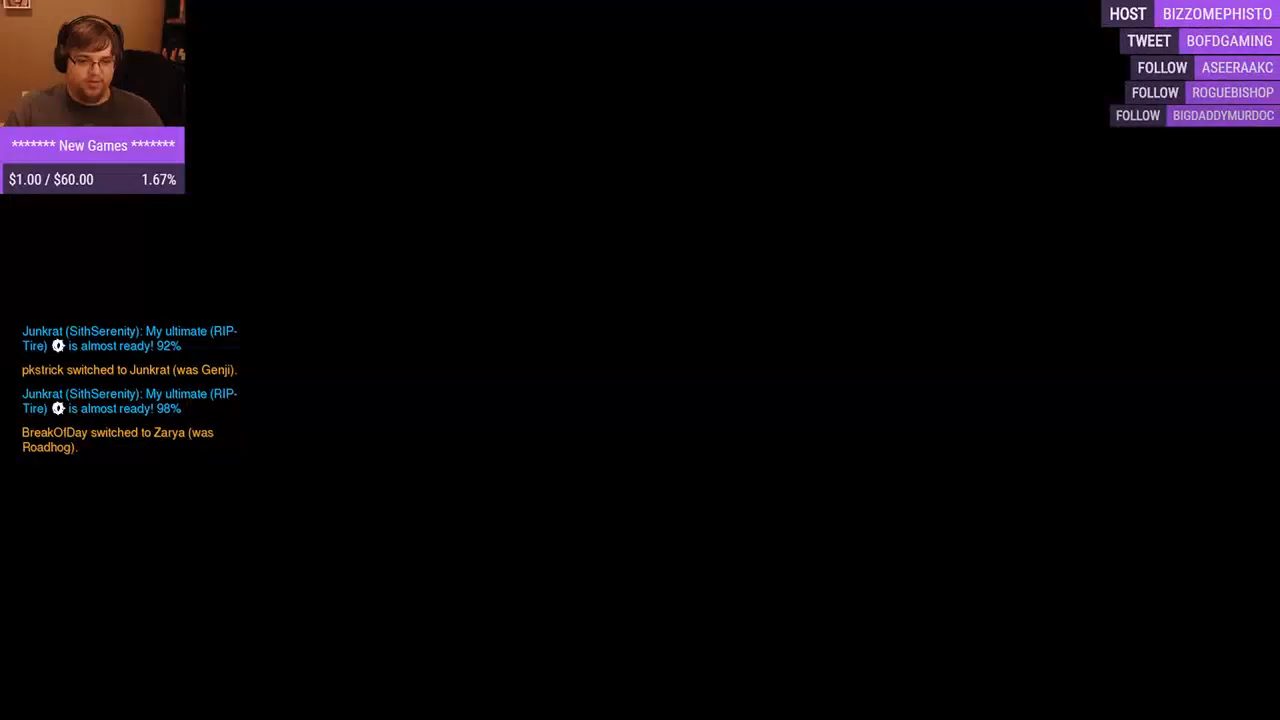 HOST BIZZOMEPHISTO
TWEET BOFDGAMING
FOLLOW ASEERAAKC
FOLLOW ROGUEBISHOP
FOLLOW BIGDADDYMURDOC
******* New Games *******
$1.00 / $60.00 1.67%
Junkrat (SithSerenity): My ultimate (RIP-
Tire) is almost ready! 92%
pkstrick switched to Junkrat (was Genji).
Junkrat (SithSerenity): My ultimate (RIP-
Tire) is almost ready! 98%
BreakOfDay switched to Zarya (was
Roadhog).